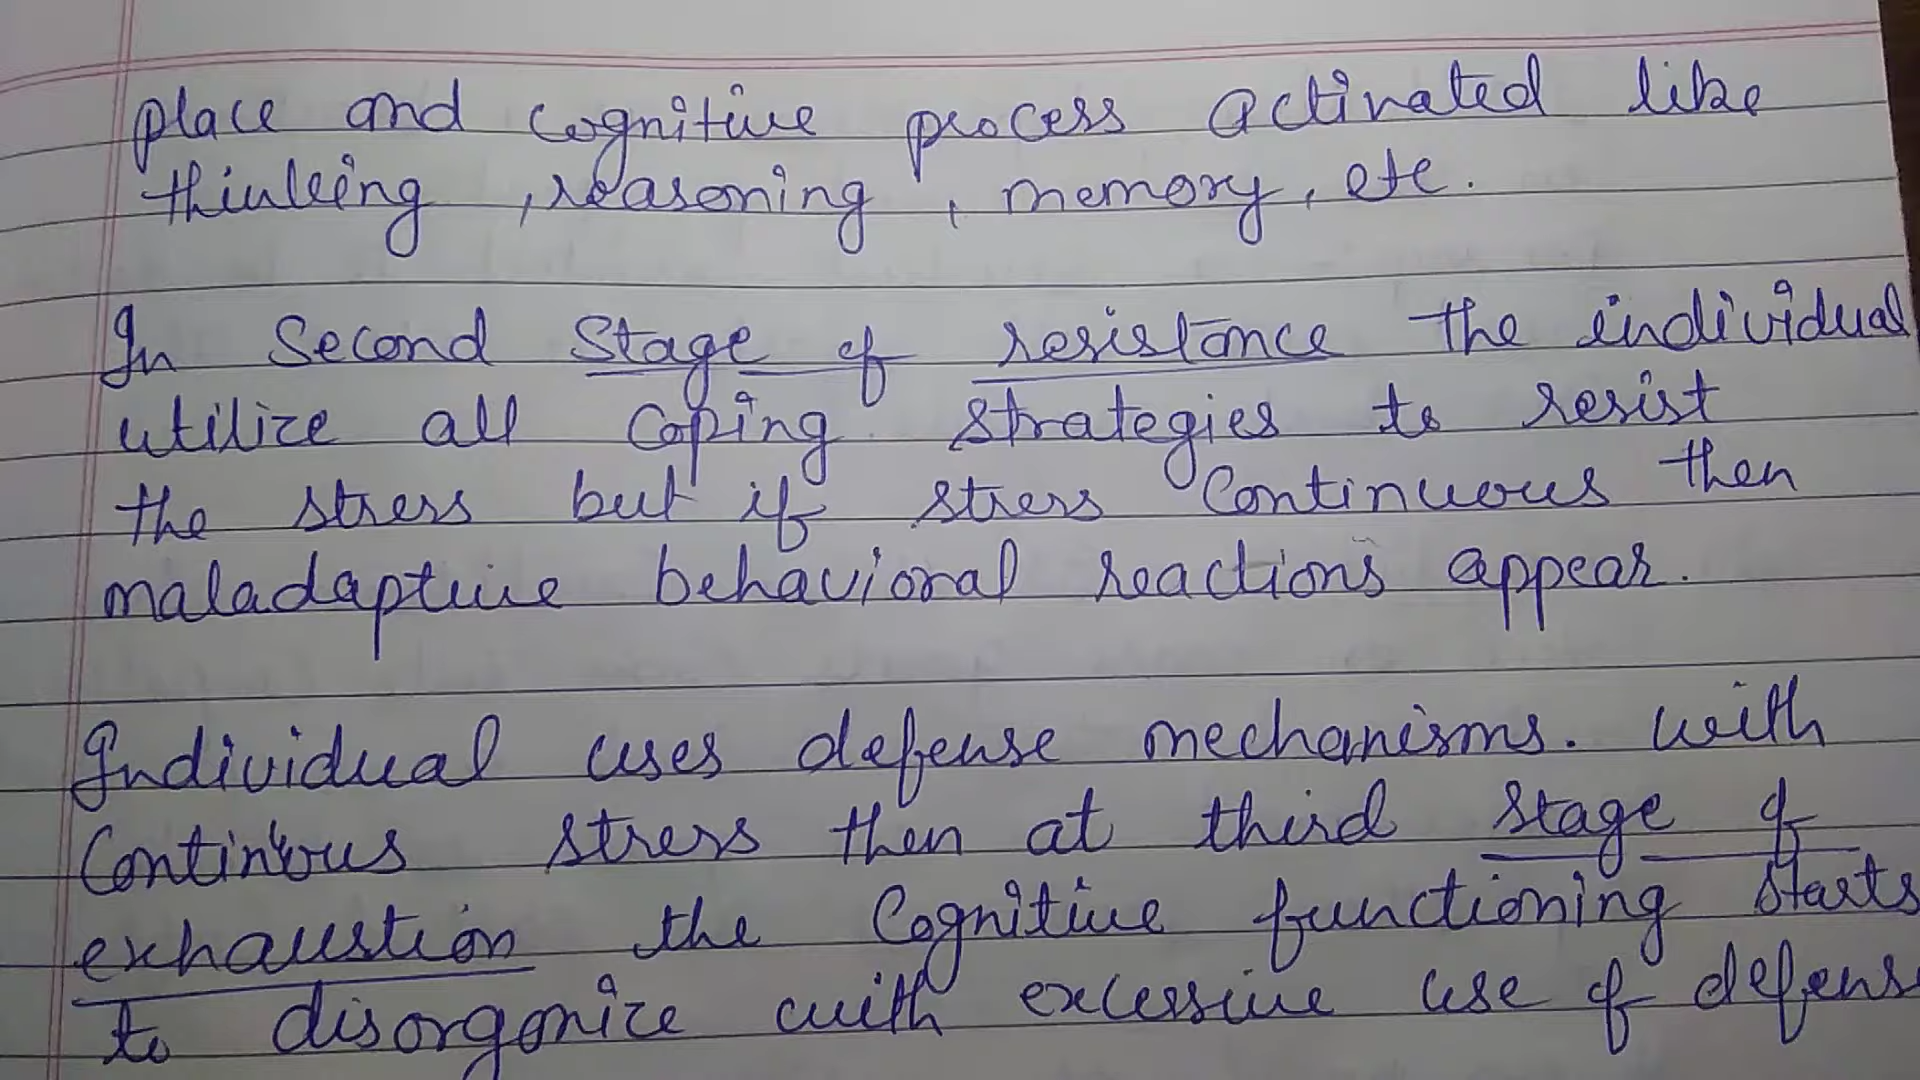 place and cognitive process activated like
thinking, reasoning, memory, etc.
In Second Stage of resistance the individual
utilize all coping strategies to resist
the stress but if stress Continuous then
maladaptive behavioral reactions appear.
Individual uses defense mechanisms. with
Continous stress then at third stage of
exhaustion the Cognitive functioning starts
to disorganize with excessive use of defens